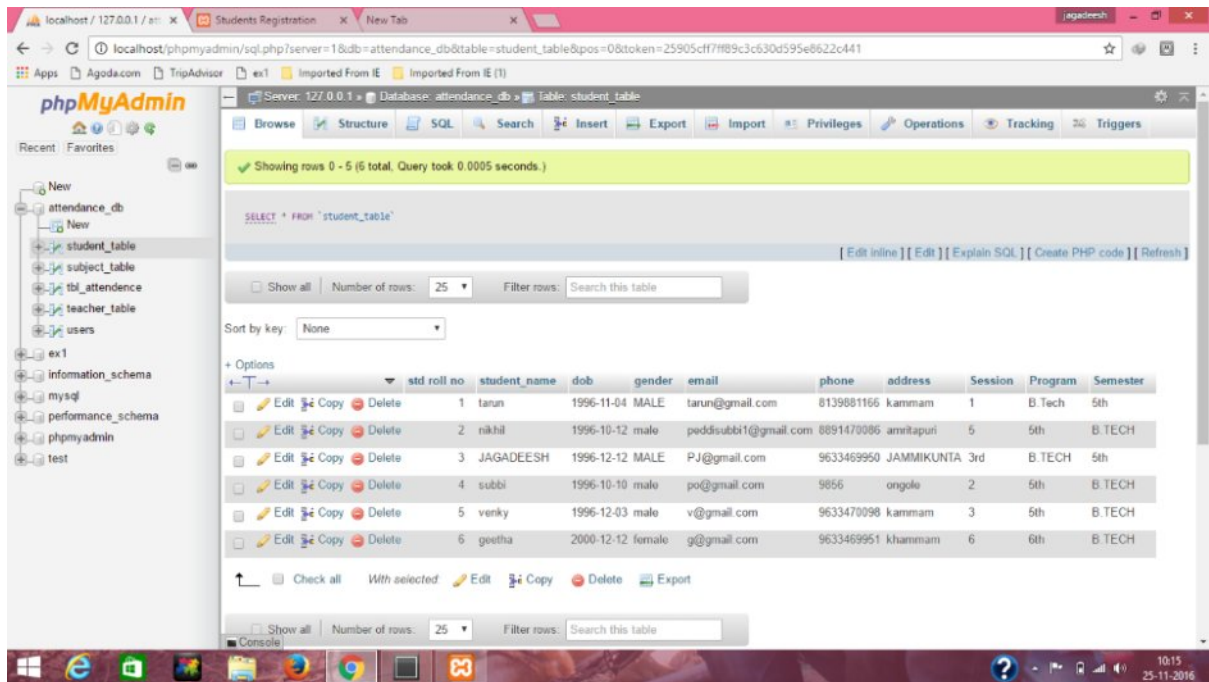 localhost / 127.0.0.1 / att
Students Registration
New Tab
jagadeesh
localhost/phpmyadmin/sql.php?server=1&db=attendance_db&table=student_table&pos=0&token=25905cff7ff89c3c630d595e8622c441
Apps Agoda.com TripAdvisor ex1 Imported From IE Imported From IE (1)
phpMyAdmin
Recent Favorites
New
attendance_db
New
student_table
subject_table
tbl_attendence
teacher_table
users
ex1
information_schema
mysql
performance_schema
phpmyadmin
test
Server: 127.0.0.1 » Database: attendance_db » Table: student_table
Browse Structure SQL Search Insert Export Import Privileges Operations Tracking Triggers
Showing rows 0 - 5 (6 total, Query took 0.0005 seconds.)
SELECT * FROM `student_table`
[ Edit inline ] [ Edit ] [ Explain SQL ] [ Create PHP code ] [ Refresh ]
Show all Number of rows: 25 Filter rows: Search this table
Sort by key: None
+ Options
←T→ std roll no student_name dob gender email phone address Session Program Semester
Edit Copy Delete 1 tarun 1996-11-04 MALE tarun@gmail.com 8139881166 kammam 1 B.Tech 5th
Edit Copy Delete 2 nikhil 1996-10-12 male peddisubbi1@gmail.com 8891470086 amritapuri 5 5th B.TECH
Edit Copy Delete 3 JAGADEESH 1996-12-12 MALE PJ@gmail.com 9633469950 JAMMIKUNTA 3rd B.TECH 5th
Edit Copy Delete 4 subbi 1996-10-10 male po@gmail.com 9856 ongole 2 5th B.TECH
Edit Copy Delete 5 venky 1996-12-03 male v@gmail.com 9633470098 kammam 3 5th B.TECH
Edit Copy Delete 6 geetha 2000-12-12 female g@gmail.com 9633469951 khammam 6 6th B.TECH
Check all With selected: Edit Copy Delete Export
Show all Number of rows: 25 Filter rows: Search this table
Console
10:15
25-11-2016